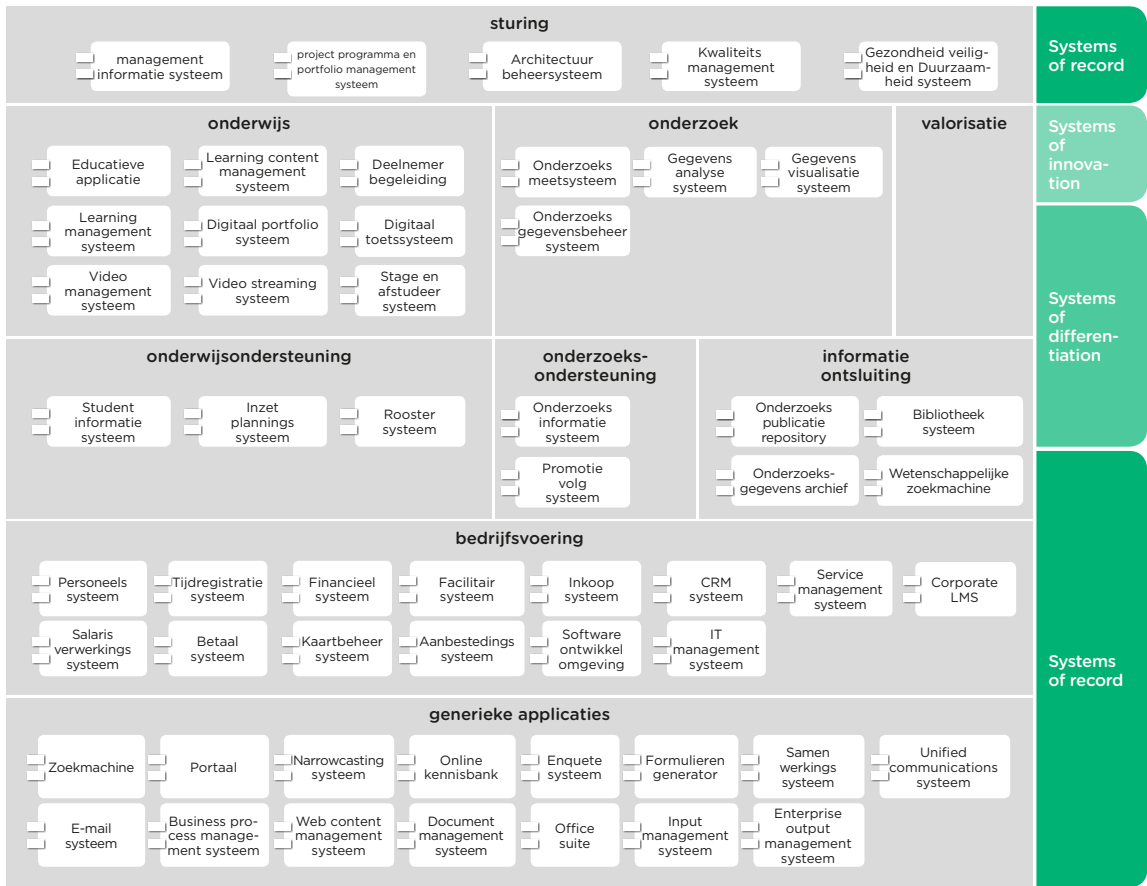 sturing
management
informatie systeem
project programma en
portfolio management
systeem
Architectuur
beheersysteem
Kwaliteits
management
systeem
Gezondheid veilig-
heid en Duurzaam-
heid systeem
Systems
of record
onderwijs
Educatieve
applicatie
Learning content
management
systeem
Deelnemer
begeleiding
Learning
management
systeem
Digitaal portfolio
systeem
Digitaal
toetssysteem
Video
management
systeem
Video streaming
systeem
Stage en
afstudeer
systeem
onderzoek
Onderzoeks
meetsysteem
Gegevens
analyse
systeem
Gegevens
visualisatie
systeem
Onderzoeks
gegevensbeheer
systeem
valorisatie
Systems
of
innova-
tion
Systems
of
differen-
tiation
onderwijsondersteuning
Student
informatie
systeem
Inzet
plannings
systeem
Rooster
systeem
onderzoeks-
ondersteuning
Onderzoeks
informatie
systeem
Promotie
volg
systeem
informatie
ontsluiting
Onderzoeks
publicatie
repository
Bibliotheek
systeem
Onderzoeks-
gegevens archief
Wetenschappelijke
zoekmachine
bedrijfsvoering
Personeels
systeem
Tijdregistratie
systeem
Financieel
systeem
Facilitair
systeem
Inkoop
systeem
CRM
systeem
Service
management
systeem
Corporate
LMS
Salaris
verwerkings
systeem
Betaal
systeem
Kaartbeheer
systeem
Aanbestedings
systeem
Software
ontwikkel
omgeving
IT
management
systeem
Systems
of record
generieke applicaties
Zoekmachine
Portaal
Narrowcasting
systeem
Online
kennisbank
Enquete
systeem
Formulieren
generator
Samen
werkings
systeem
Unified
communications
systeem
E-mail
systeem
Business pro
cess manage-
ment systeem
Web content
management
systeem
Document
management
systeem
Office
suite
Input
management
systeem
Enterprise
output
management
systeem